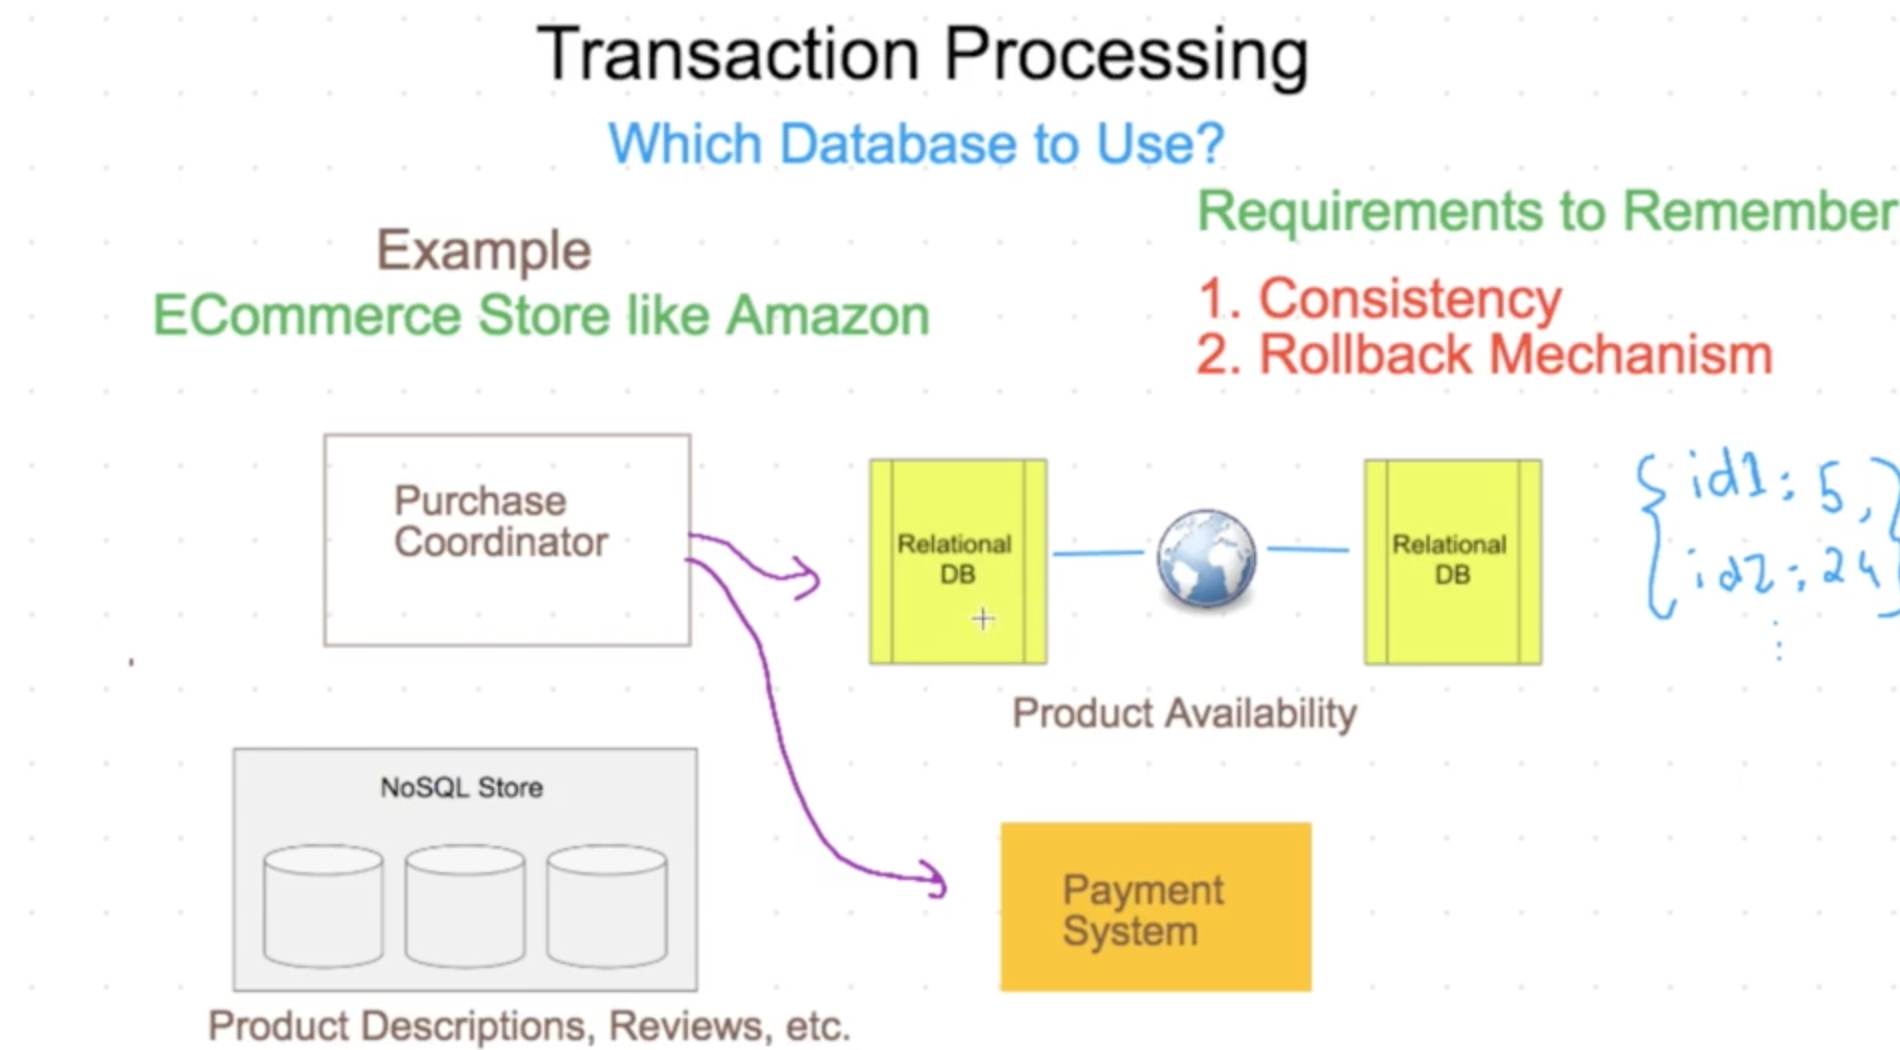 Transaction Processing
Which Database to Use?
Requirements to Remember
Example
ECommerce Store like Amazon
1. Consistency
2. Rollback Mechanism
Purchase
Coordinator
Relational
DB
Relational
DB
{ id1: 5, }
id2: 24
⋮
Product Availability
NoSQL Store
Payment
System
Product Descriptions, Reviews, etc.